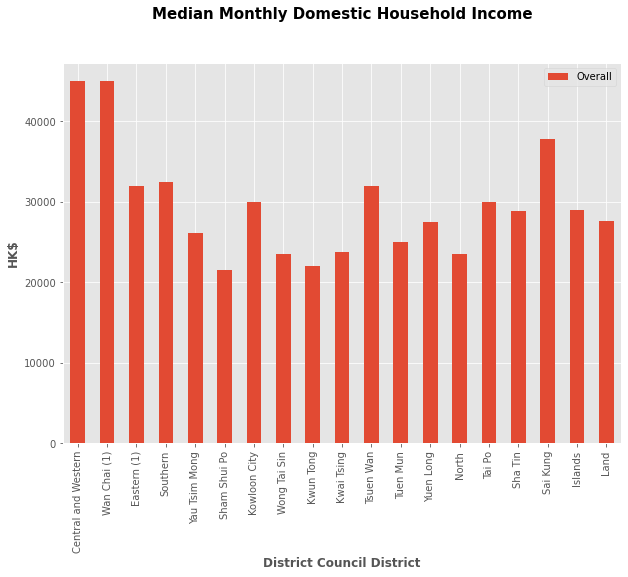 Median Monthly Domestic Household Income
Overall
HK$
40000
30000
20000
10000
0
Central and Western
Wan Chai (1)
Eastern (1)
Southern
Yau Tsim Mong
Sham Shui Po
Kowloon City
Wong Tai Sin
Kwun Tong
Kwai Tsing
Tsuen Wan
Tuen Mun
Yuen Long
North
Tai Po
Sha Tin
Sai Kung
Islands
Land
District Council District